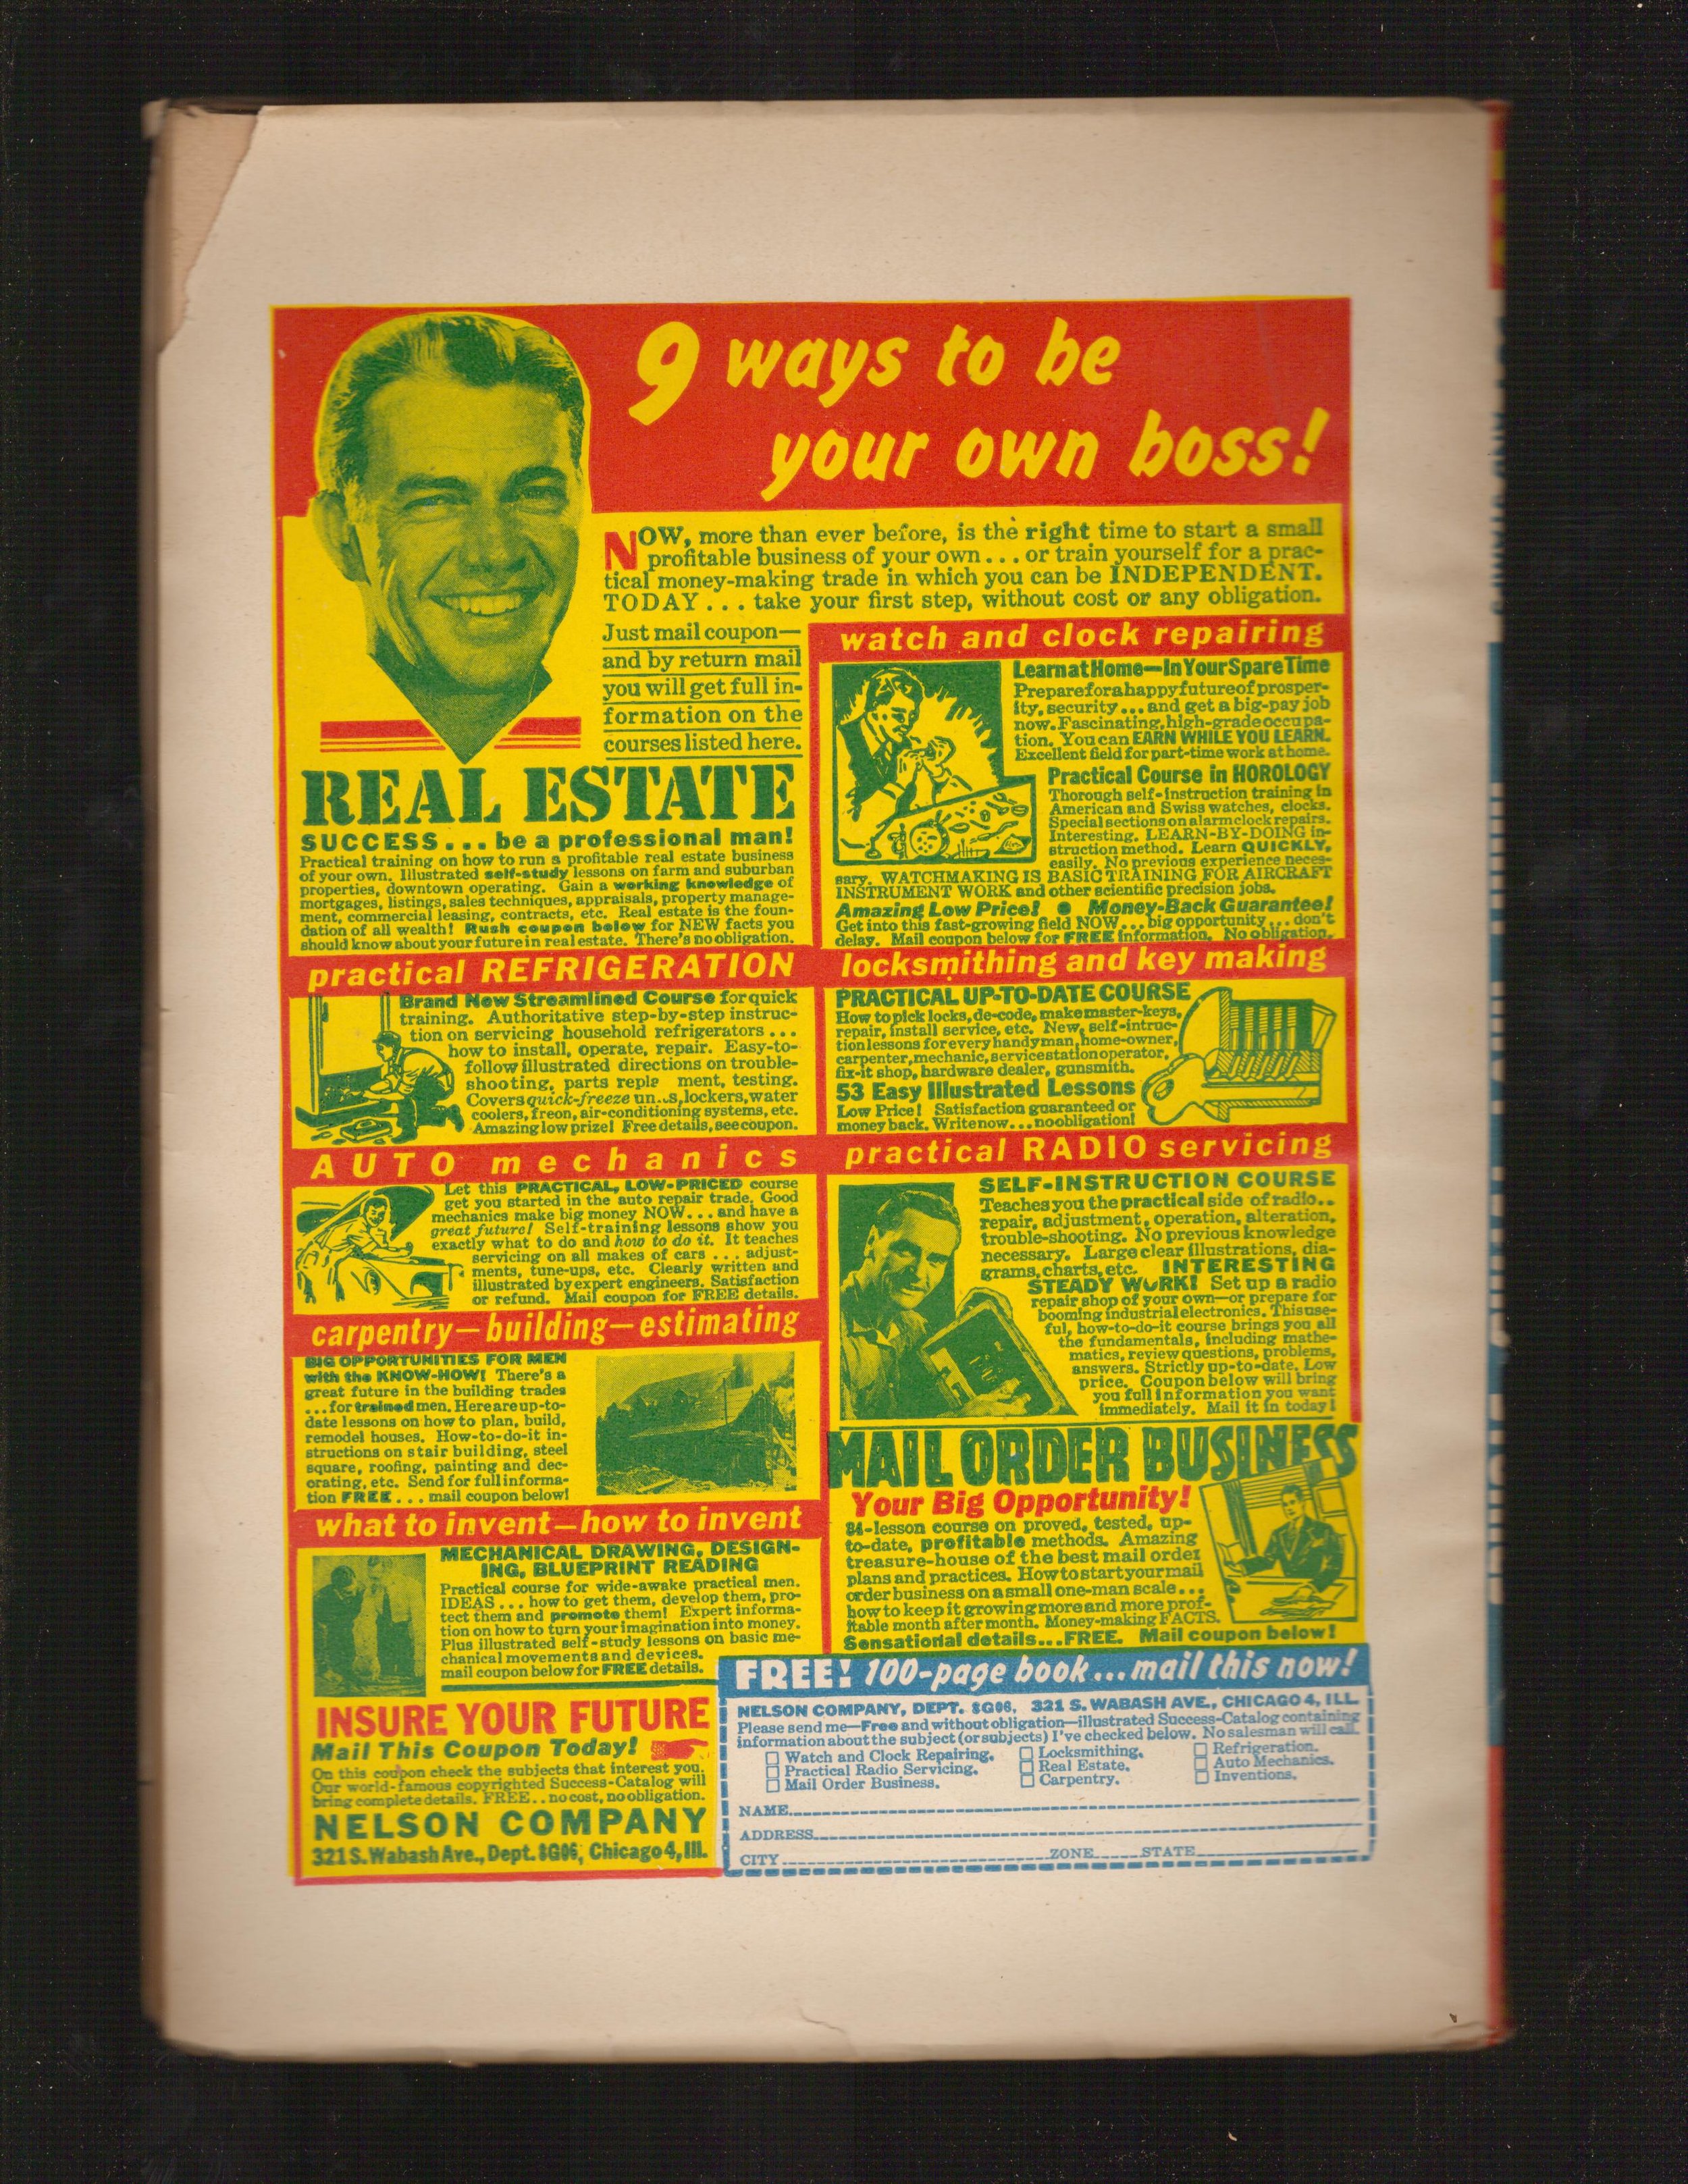 9 ways to be
your own boss!
NOW, more than ever before, is the right time to start a small
profitable business of your own... or train yourself for a prac-
tical money-making trade in which you can be INDEPENDENT.
TODAY... take your first step, without cost or any obligation.
Just mail coupon—
and by return mail
you will get full in-
formation on the
courses listed here.
REAL ESTATE
SUCCESS... be a professional man!
Practical training on how to run a profitable real estate business
of your own. Illustrated self-study lessons on farm and suburban
properties, downtown operating. Gain a working knowledge of
mortgages, listings, sales techniques, appraisals, property manage-
ment, commercial leasing, contracts, etc. Real estate is the foun-
dation of all wealth! Rush coupon below for NEW facts you
should know about your future in real estate. There's no obligation.
practical REFRIGERATION
Brand New Streamlined Course for quick
training. Authoritative step-by-step instruc-
tion on servicing household refrigerators...
how to install, operate, repair. Easy-to-
follow illustrated directions on trouble-
shooting, parts repla ment, testing.
Covers quick-freeze un..s, lockers, water
coolers, freon, air-conditioning systems, etc.
Amazing low prize! Free details, see coupon.
AUTO mechanics
Let this PRACTICAL, LOW-PRICED course
get you started in the auto repair trade. Good
mechanics make big money NOW... and have a
great future! Self-training lessons show you
exactly what to do and how to do it. It teaches
servicing on all makes of cars... adjust-
ments, tune-ups, etc. Clearly written and
illustrated by expert engineers. Satisfaction
or refund. Mail coupon for FREE details.
carpentry—building—estimating
BIG OPPORTUNITIES FOR MEN
with the KNOW-HOW! There's a
great future in the building trades
...for trained men. Here are up-to-
date lessons on how to plan, build,
remodel houses. How-to-do-it in-
structions on stair building, steel
square, roofing, painting and dec-
orating, etc. Send for full informa-
tion FREE... mail coupon below!
what to invent—how to invent
MECHANICAL DRAWING, DESIGN-
ING, BLUEPRINT READING
Practical course for wide-awake practical men.
IDEAS... how to get them, develop them, pro-
tect them and promote them! Expert informa-
tion on how to turn your imagination into money.
Plus illustrated self-study lessons on basic me-
chanical movements and devices.
mail coupon below for FREE details.
INSURE YOUR FUTURE
Mail This Coupon Today!
On this coupon check the subjects that interest you.
Our world-famous copyrighted Success-Catalog will
bring complete details. FREE.. no cost, no obligation.
NELSON COMPANY
321 S. Wabash Ave., Dept. 8G06, Chicago 4, Ill.
watch and clock repairing
Learn at Home—In Your Spare Time
Prepare for a happy future of prosper-
ity, security... and get a big-pay job
now. Fascinating, high-grade occupa-
tion. You can EARN WHILE YOU LEARN.
Excellent field for part-time work at home.
Practical Course in HOROLOGY
Thorough self-instruction training in
American and Swiss watches, clocks.
Special sections on alarm clock repairs.
Interesting, LEARN-BY-DOING in-
struction method. Learn QUICKLY,
easily. No previous experience neces-
sary. WATCHMAKING IS BASIC TRAINING FOR AIRCRAFT
INSTRUMENT WORK and other scientific precision jobs.
Amazing Low Price! ● Money-Back Guarantee!
Get into this fast-growing field NOW... big opportunity... don't
delay. Mail coupon below for FREE information. No obligation.
locksmithing and key making
PRACTICAL UP-TO-DATE COURSE
How to pick locks, de-code, make master-keys,
repair, install service, etc. New, self-intruc-
tion lessons for every handyman, home-owner,
carpenter, mechanic, service station operator,
fix-it shop, hardware dealer, gunsmith.
53 Easy Illustrated Lessons
Low Price! Satisfaction guaranteed or
money back. Write now... no obligation!
practical RADIO servicing
SELF-INSTRUCTION COURSE
Teaches you the practical side of radio..
repair, adjustment, operation, alteration,
trouble-shooting. No previous knowledge
necessary. Large clear illustrations, dia-
grams, charts, etc. INTERESTING
STEADY WORK! Set up a radio
repair shop of your own—or prepare for
booming industrial electronics. This use-
ful, how-to-do-it course brings you all
the fundamentals, including mathe-
matics, review questions, problems,
answers. Strictly up-to-date. Low
price. Coupon below will bring
you full information you want
immediately. Mail it in today!
MAIL ORDER BUSINESS
Your Big Opportunity!
84-lesson course on proved, tested, up-
to-date, profitable methods. Amazing
treasure-house of the best mail order
plans and practices. How to start your mail
order business on a small one-man scale...
how to keep it growing more and more prof-
itable month after month. Money-making FACTS.
Sensational details...FREE. Mail coupon below!
FREE! 100-page book...mail this now!
NELSON COMPANY, DEPT. 8G06, 321 S. WABASH AVE., CHICAGO 4, ILL.
Please send me—Free and without obligation—illustrated Success-Catalog containing
information about the subject (or subjects) I've checked below. No salesman will call.
Watch and Clock Repairing. Locksmithing. Refrigeration.
Practical Radio Servicing. Real Estate. Auto Mechanics.
Mail Order Business. Carpentry. Inventions.
NAME
ADDRESS
CITY ZONE STATE